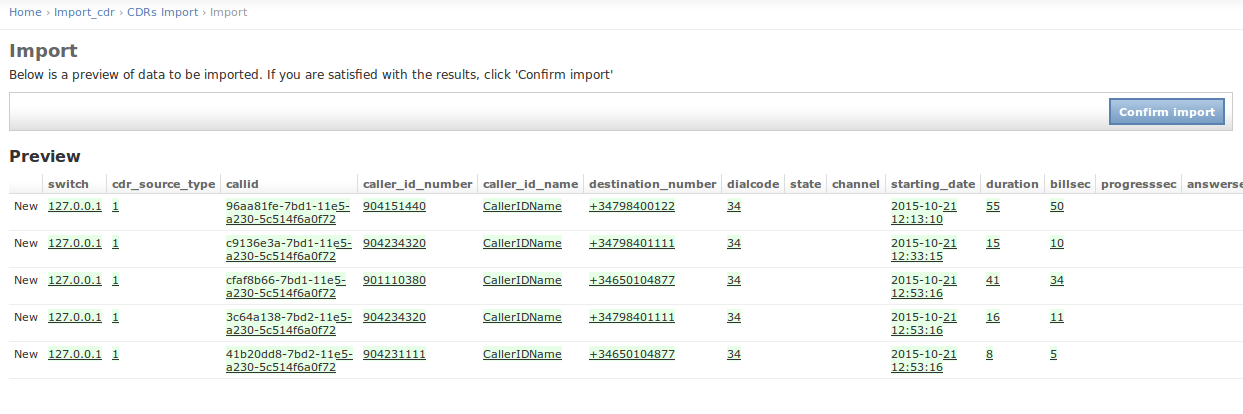 Home › Import_cdr › CDRs Import › Import
Import
Below is a preview of data to be imported. If you are satisfied with the results, click 'Confirm import'
Confirm import
Preview
switch cdr_source_type callid caller_id_number caller_id_name destination_number dialcode state channel starting_date duration billsec progresssec answerse
New 127.0.0.1 1 96aa81fe-7bd1-11e5- 904151440 CallerIDName +34798400122 34 2015-10-21 55 50
a230-5c514f6a0f72 12:13:10
New 127.0.0.1 1 c9136e3a-7bd1-11e5- 904234320 CallerIDName +34798401111 34 2015-10-21 15 10
a230-5c514f6a0f72 12:33:15
New 127.0.0.1 1 cfaf8b66-7bd1-11e5- 901110380 CallerIDName +34650104877 34 2015-10-21 41 34
a230-5c514f6a0f72 12:53:16
New 127.0.0.1 1 3c64a138-7bd2-11e5- 904234320 CallerIDName +34798401111 34 2015-10-21 16 11
a230-5c514f6a0f72 12:53:16
New 127.0.0.1 1 41b20dd8-7bd2-11e5- 904231111 CallerIDName +34650104877 34 2015-10-21 8 5
a230-5c514f6a0f72 12:53:16